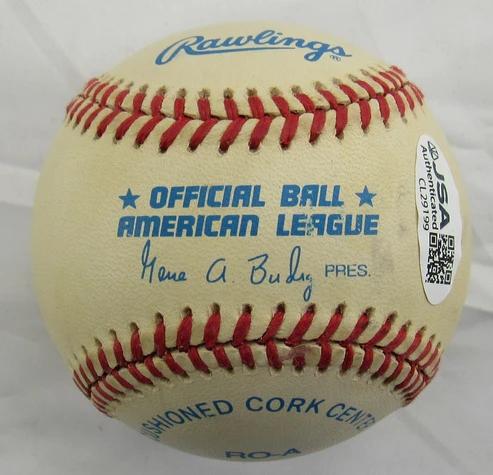 Rawlings®
★ OFFICIAL BALL ★
AMERICAN LEAGUE
Gene A. Budig PRES.
CUSHIONED CORK CENTER
RO-A
JSA
Authenticated
CL29199